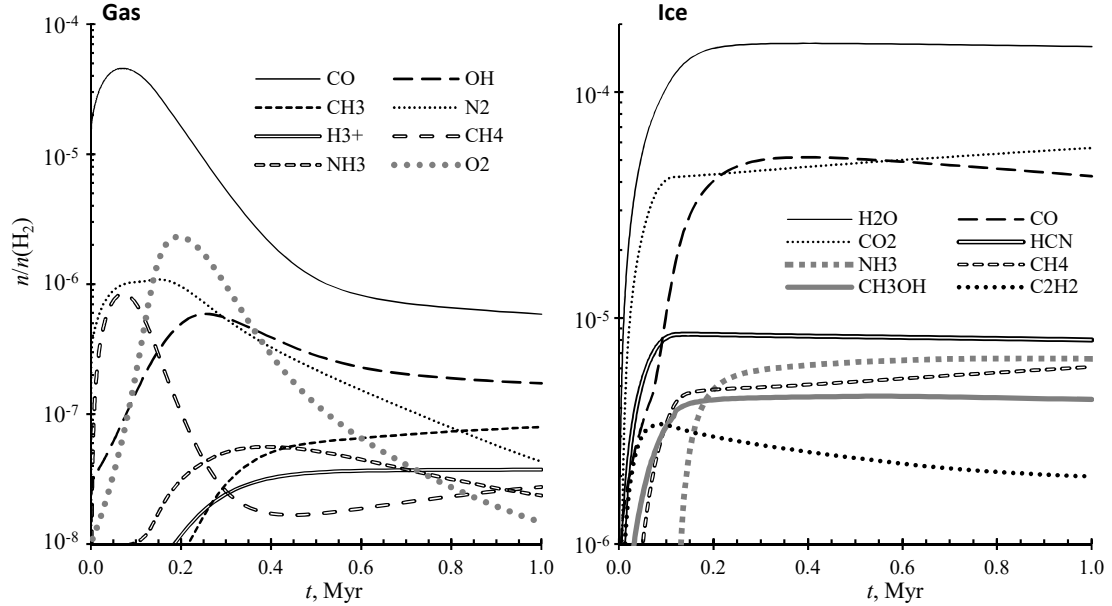 Gas
10⁻⁴
10⁻⁵
10⁻⁶
10⁻⁷
10⁻⁸
n/n(H₂)
CO OH
CH3 N2
H3+ CH4
NH3 O2
0.0 0.2 0.4 0.6 0.8 1.0
t, Myr
Ice
10⁻⁴
10⁻⁵
10⁻⁶
H2O CO
CO2 HCN
NH3 CH4
CH3OH C2H2
0.0 0.2 0.4 0.6 0.8 1.0
t, Myr